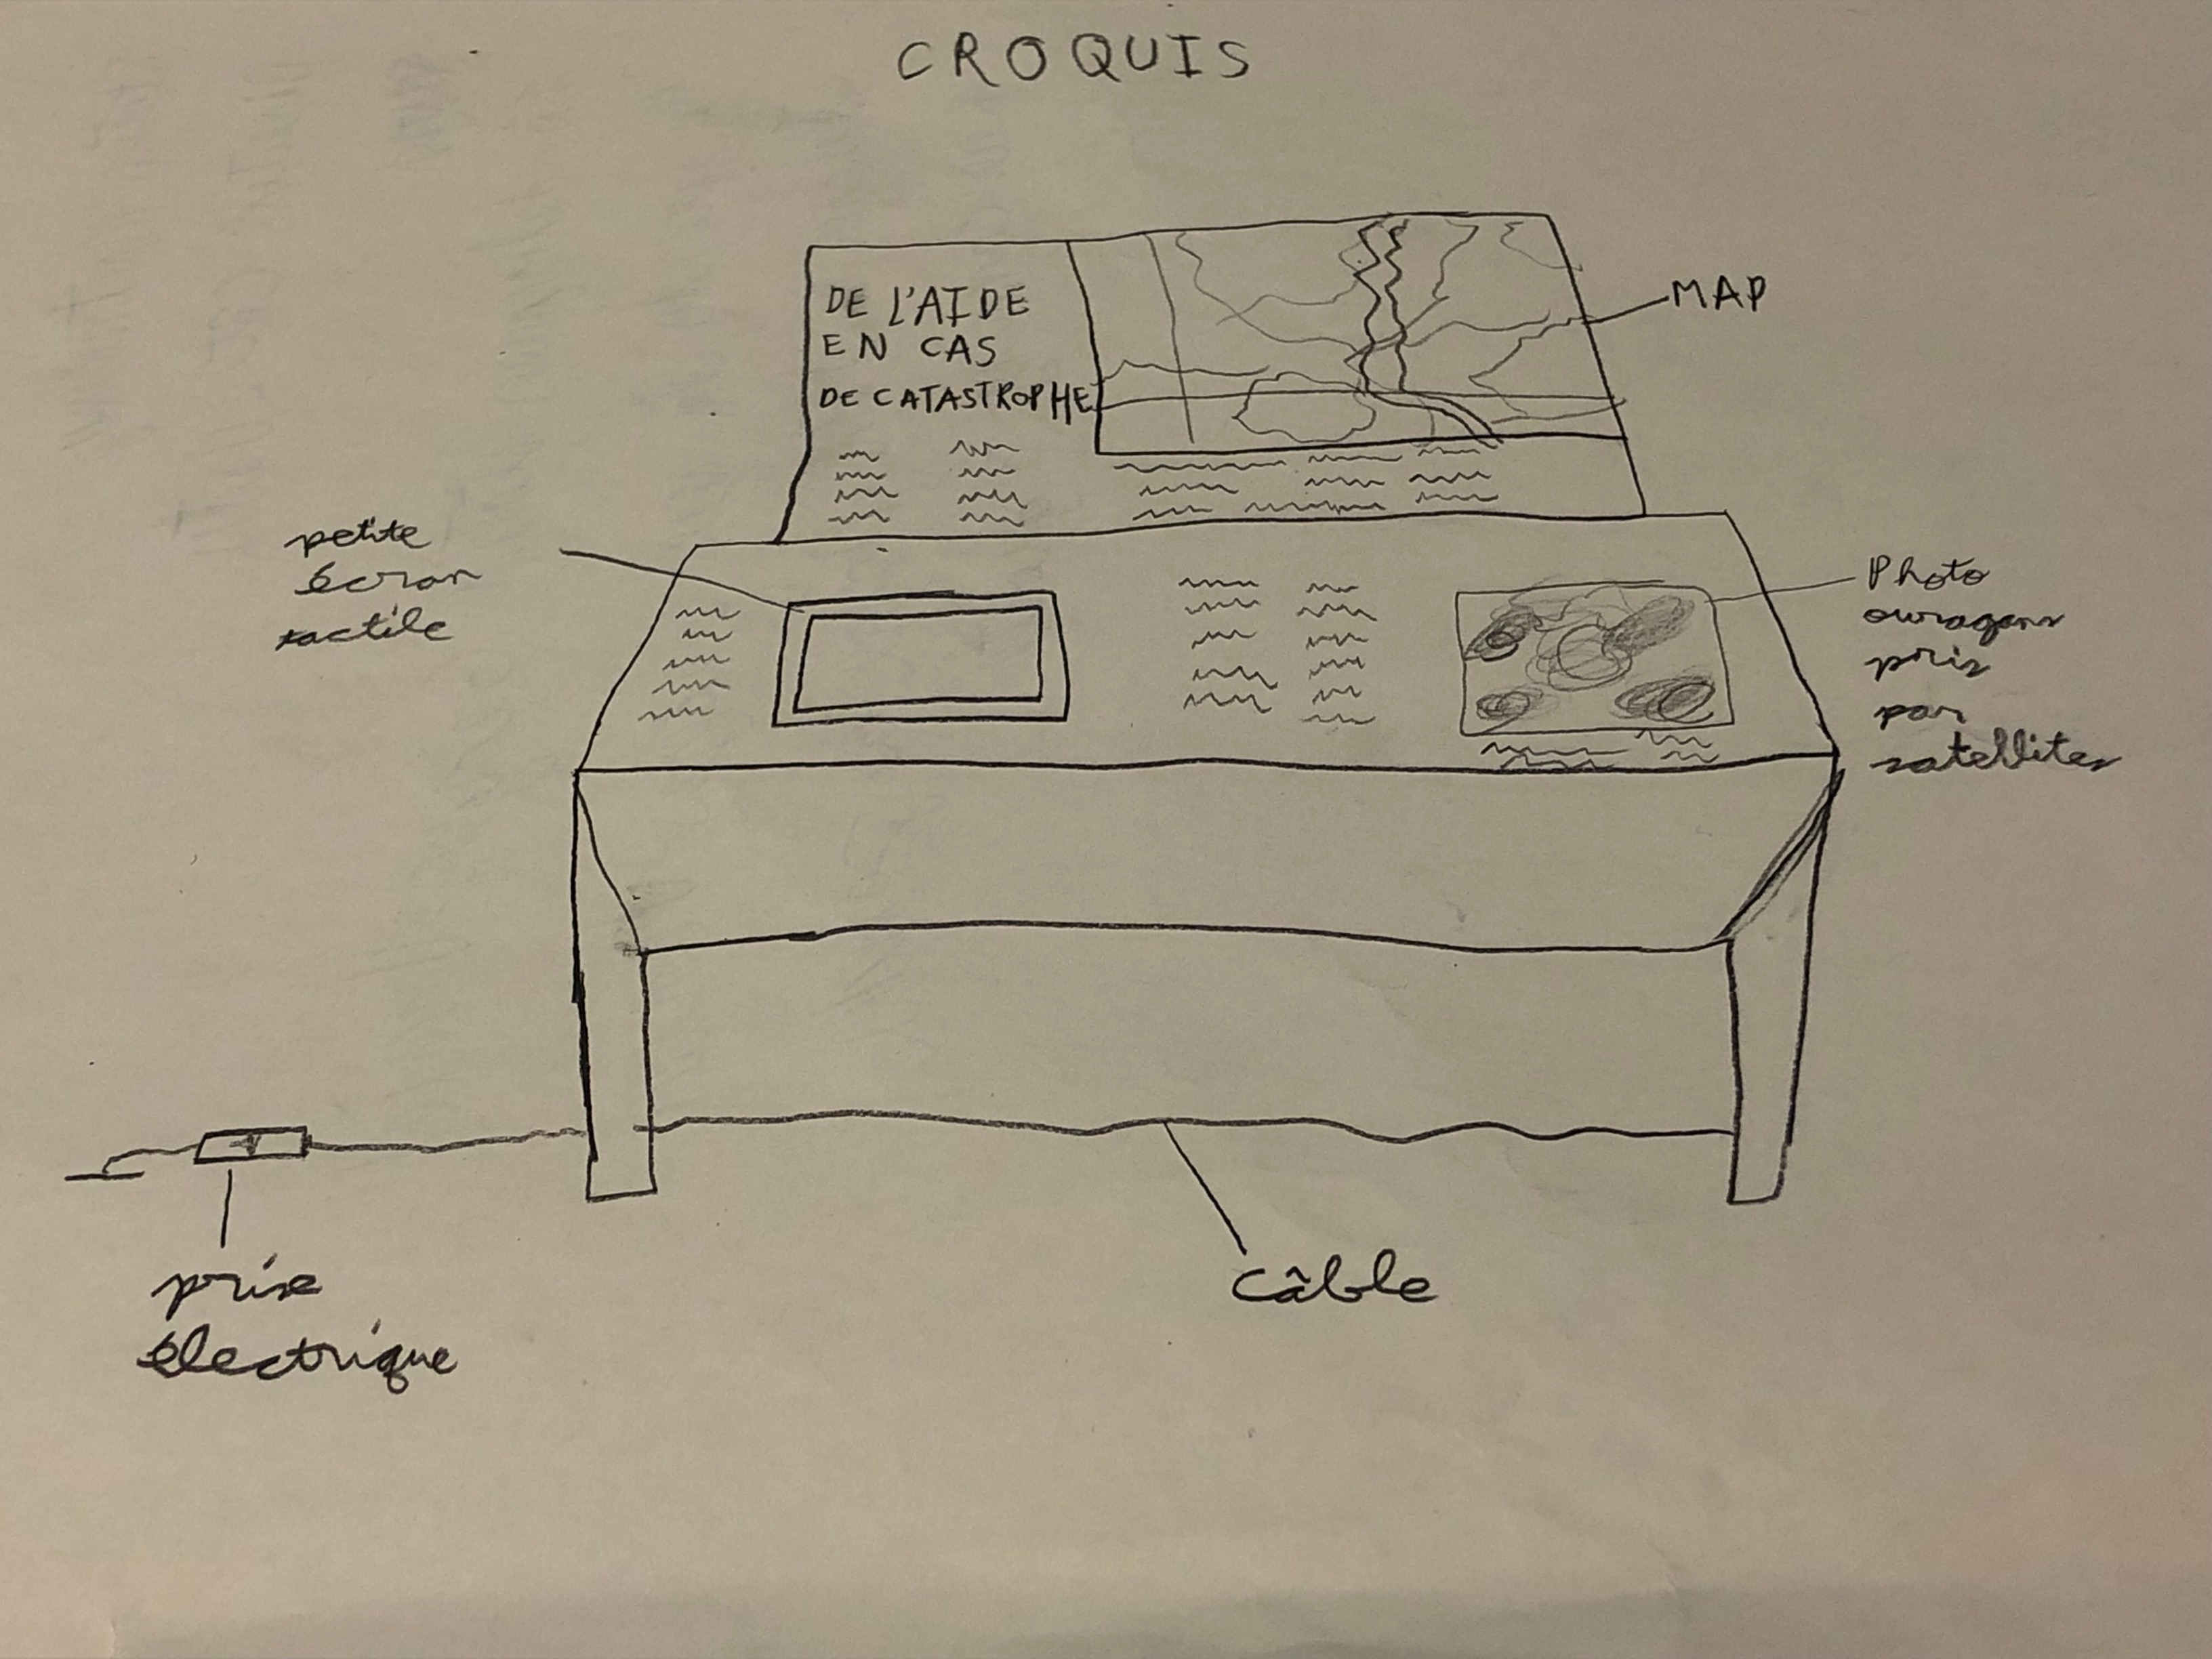 CROQUIS
DE L'AIDE
EN CAS
DE CATASTROPHE
MAP
petite
écran
tactile
Photo
ouragans
pris
par
satellites
prise
électrique
câble